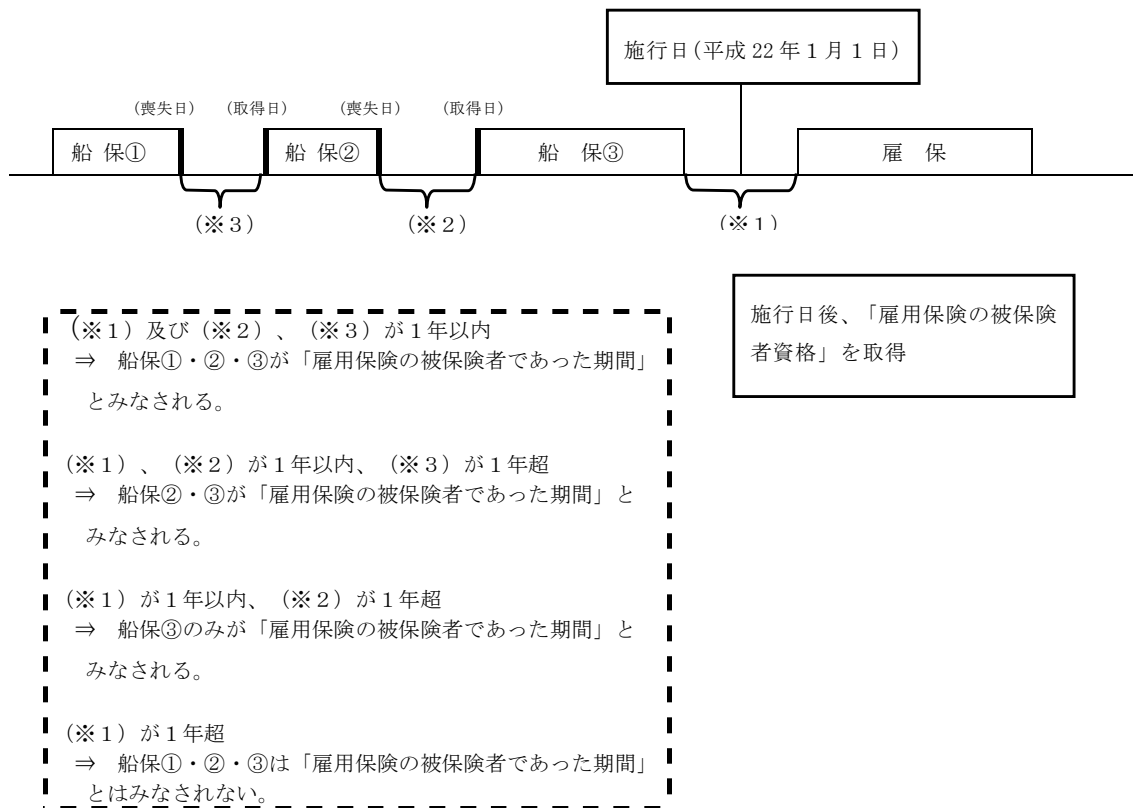 施行日(平成22年1月1日)
(喪失日) (取得日) (喪失日) (取得日)
船保① 船保② 船保③ 雇保
(※3) (※2) (※1)
施行日後、「雇用保険の被保険
者資格」を取得
(※1)及び(※2)、(※3)が1年以内
⇒ 船保①・②・③が「雇用保険の被保険者であった期間」
とみなされる。
(※1)、(※2)が1年以内、(※3)が1年超
⇒ 船保②・③が「雇用保険の被保険者であった期間」と
みなされる。
(※1)が1年以内、(※2)が1年超
⇒ 船保③のみが「雇用保険の被保険者であった期間」と
みなされる。
(※1)が1年超
⇒ 船保①・②・③は「雇用保険の被保険者であった期間」
とはみなされない。